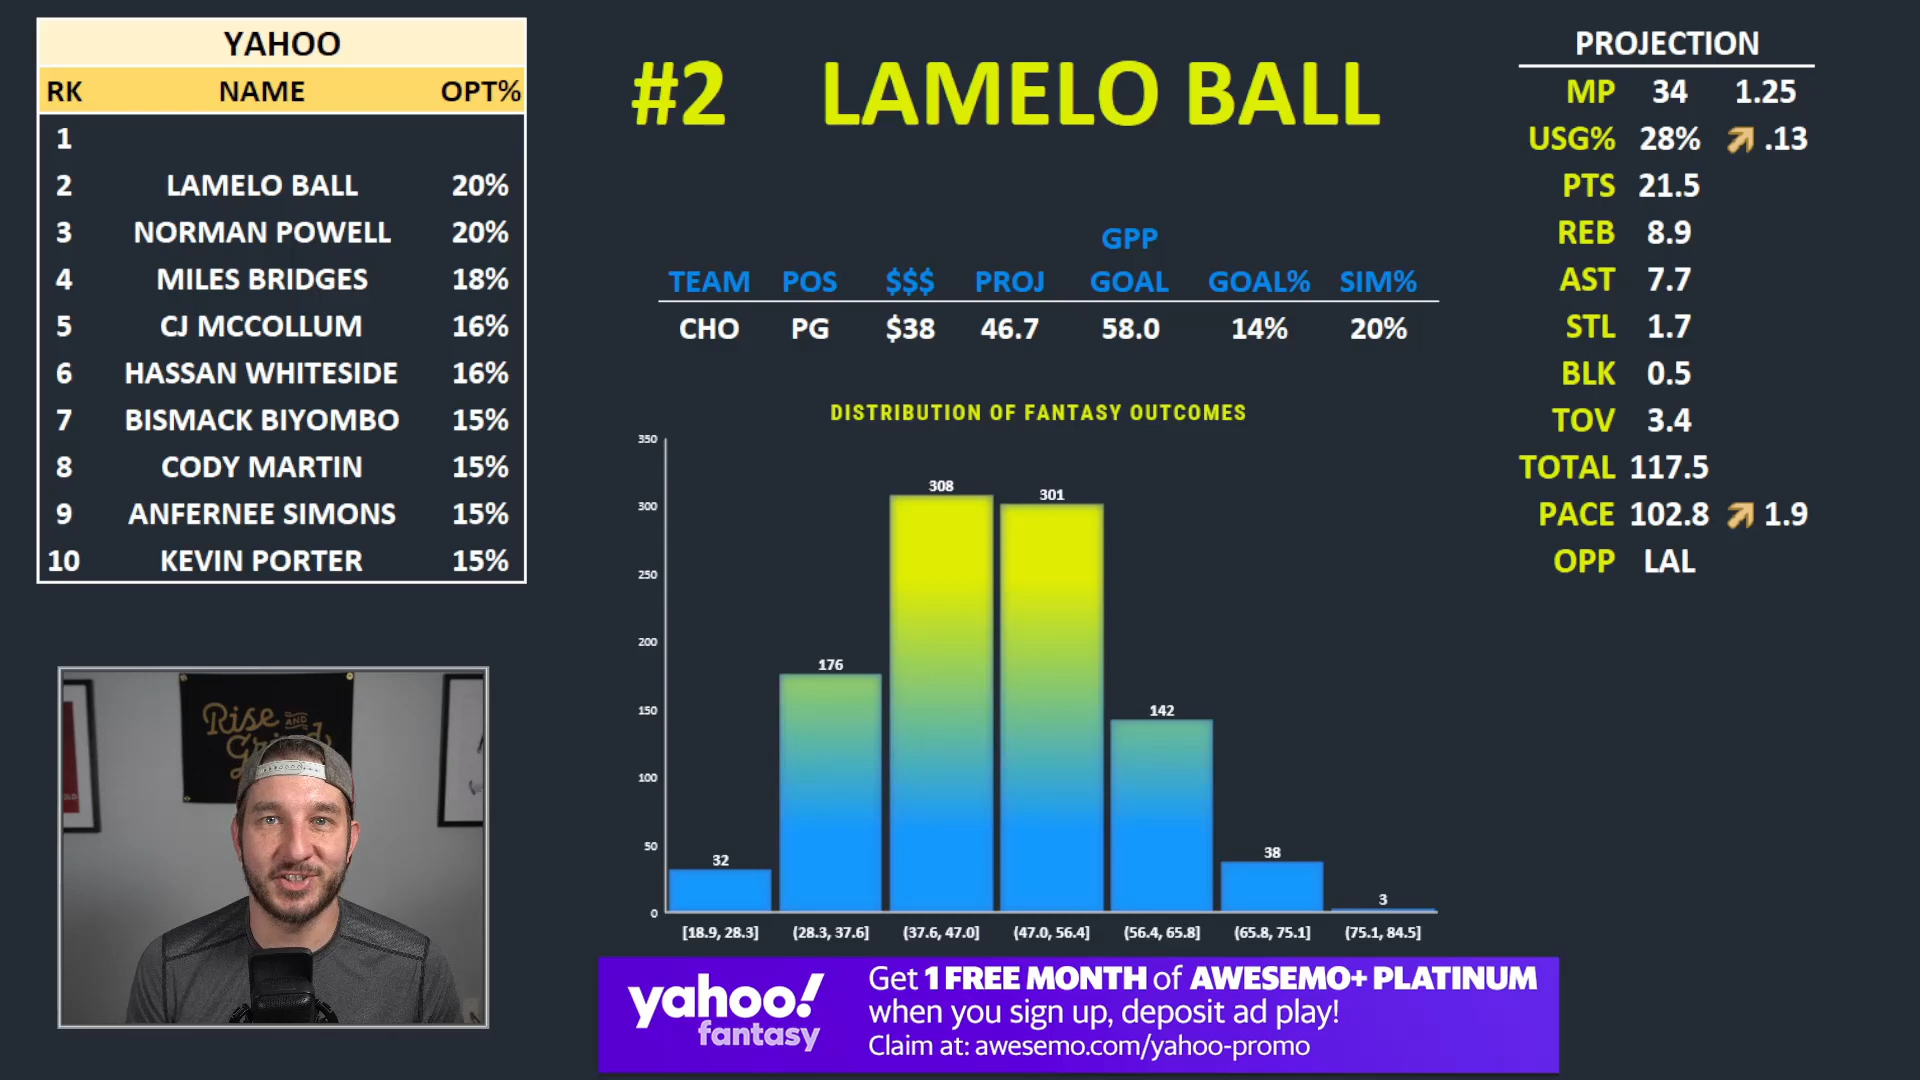 YAHOO
RK NAME OPT%
1
2 LAMELO BALL 20%
3 NORMAN POWELL 20%
4 MILES BRIDGES 18%
5 CJ MCCOLLUM 16%
6 HASSAN WHITESIDE 16%
7 BISMACK BIYOMBO 15%
8 CODY MARTIN 15%
9 ANFERNEE SIMONS 15%
10 KEVIN PORTER 15%
Rise AND
#2 LAMELO BALL
GPP
TEAM POS $$$ PROJ GOAL GOAL% SIM%
CHO PG $38 46.7 58.0 14% 20%
DISTRIBUTION OF FANTASY OUTCOMES
350
300
250
200
150
100
50
0
32 176 308 301 142 38 3
[18.9, 28.3] (28.3, 37.6] (37.6, 47.0] (47.0, 56.4] (56.4, 65.8] (65.8, 75.1] (75.1, 84.5]
PROJECTION
MP 34 1.25
USG% 28% .13
PTS 21.5
REB 8.9
AST 7.7
STL 1.7
BLK 0.5
TOV 3.4
TOTAL 117.5
PACE 102.8 1.9
OPP LAL
yahoo!
fantasy
Get 1 FREE MONTH of AWESEMO+ PLATINUM
when you sign up, deposit ad play!
Claim at: awesemo.com/yahoo-promo